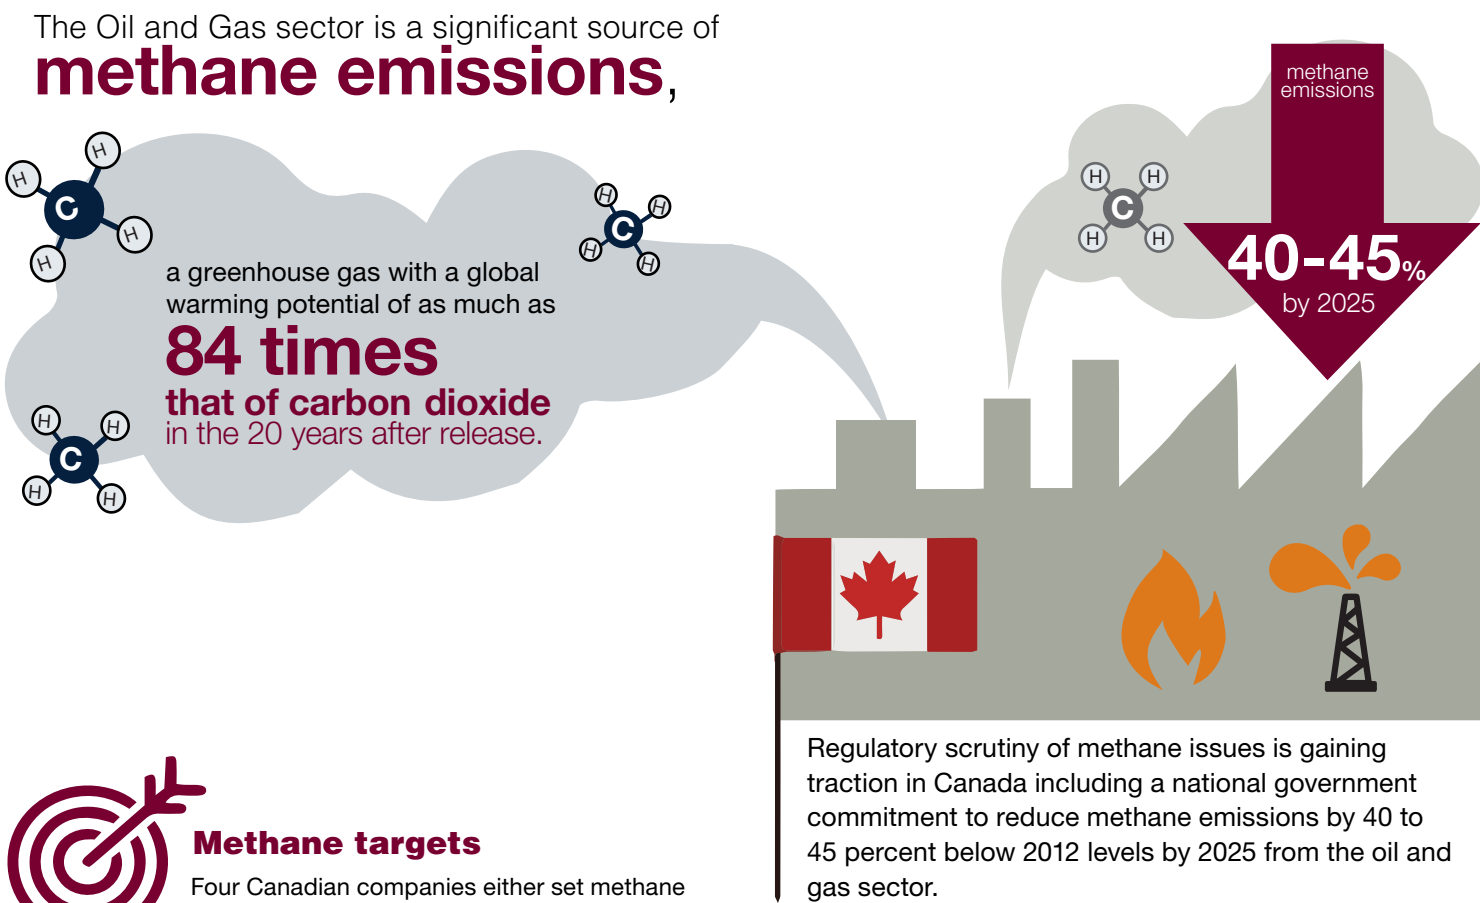 The Oil and Gas sector is a significant source of
methane emissions,
H
H
C
H
H
H
H
C
H
H
a greenhouse gas with a global
warming potential of as much as
84 times
that of carbon dioxide
in the 20 years after release.
H
H
C
H
H
methane
emissions
H
H
C
H
H
40-45%
by 2025
Regulatory scrutiny of methane issues is gaining
traction in Canada including a national government
commitment to reduce methane emissions by 40 to
45 percent below 2012 levels by 2025 from the oil and
gas sector.
Methane targets
Four Canadian companies either set methane